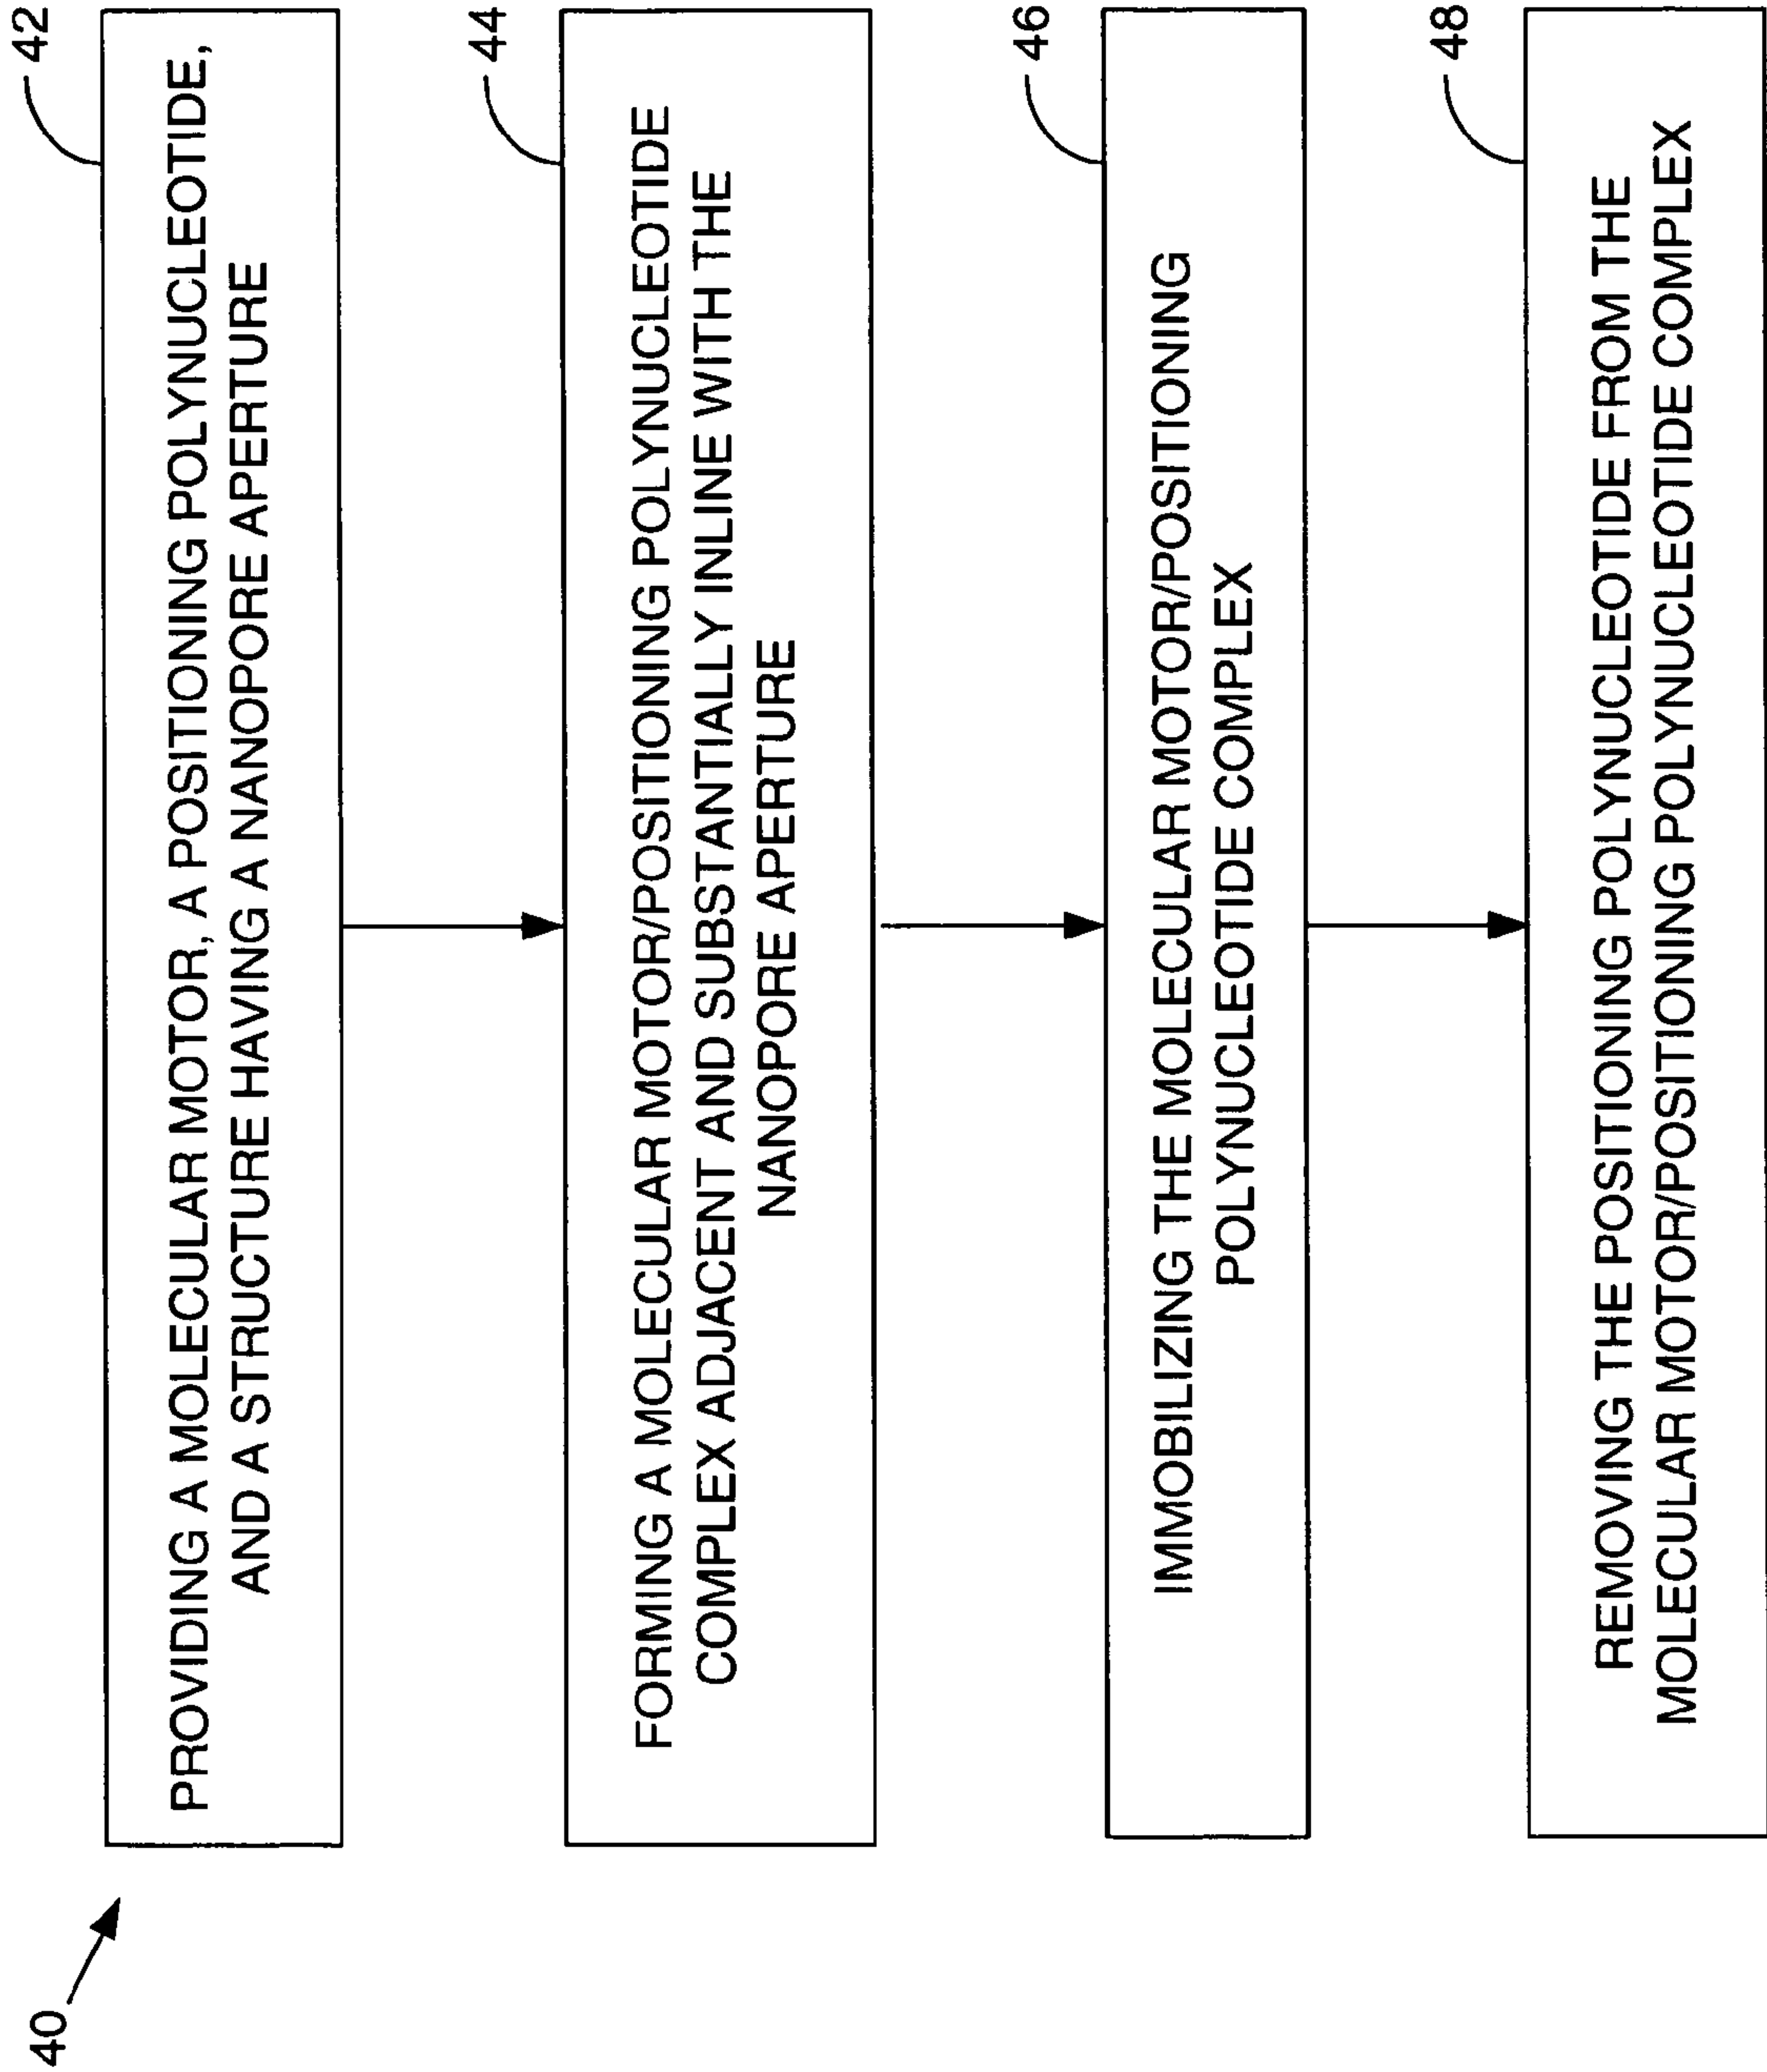 40
42
PROVIDING A MOLECULAR MOTOR, A POSITIONING POLYNUCLEOTIDE,
AND A STRUCTURE HAVING A NANOPORE APERTURE
44
FORMING A MOLECULAR MOTOR/POSITIONING POLYNUCLEOTIDE
COMPLEX ADJACENT AND SUBSTANTIALLY INLINE WITH THE
NANOPORE APERTURE
46
IMMOBILIZING THE MOLECULAR MOTOR/POSITIONING
POLYNUCLEOTIDE COMPLEX
48
REMOVING THE POSITIONING POLYNUCLEOTIDE FROM THE
MOLECULAR MOTOR/POSITIONING POLYNUCLEOTIDE COMPLEX